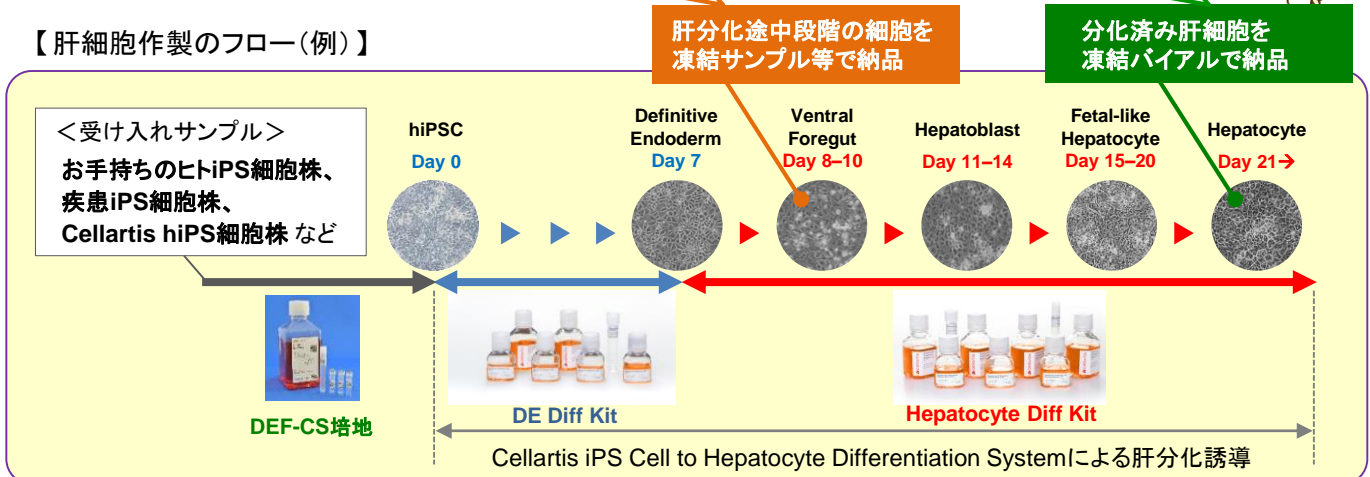 【肝細胞作製のフロー（例）】
肝分化途中段階の細胞を
凍結サンプル等で納品
分化済み肝細胞を
凍結バイアルで納品
＜受け入れサンプル＞
お手持ちのヒトiPS細胞株、
疾患iPS細胞株、
Cellartis hiPS細胞株 など
hiPSC
Day 0
Definitive
Endoderm
Day 7
Ventral
Foregut
Day 8–10
Hepatoblast
Day 11–14
Fetal-like
Hepatocyte
Day 15–20
Hepatocyte
Day 21→
DEF-CS培地
DE Diff Kit
Hepatocyte Diff Kit
Cellartis iPS Cell to Hepatocyte Differentiation Systemによる肝分化誘導